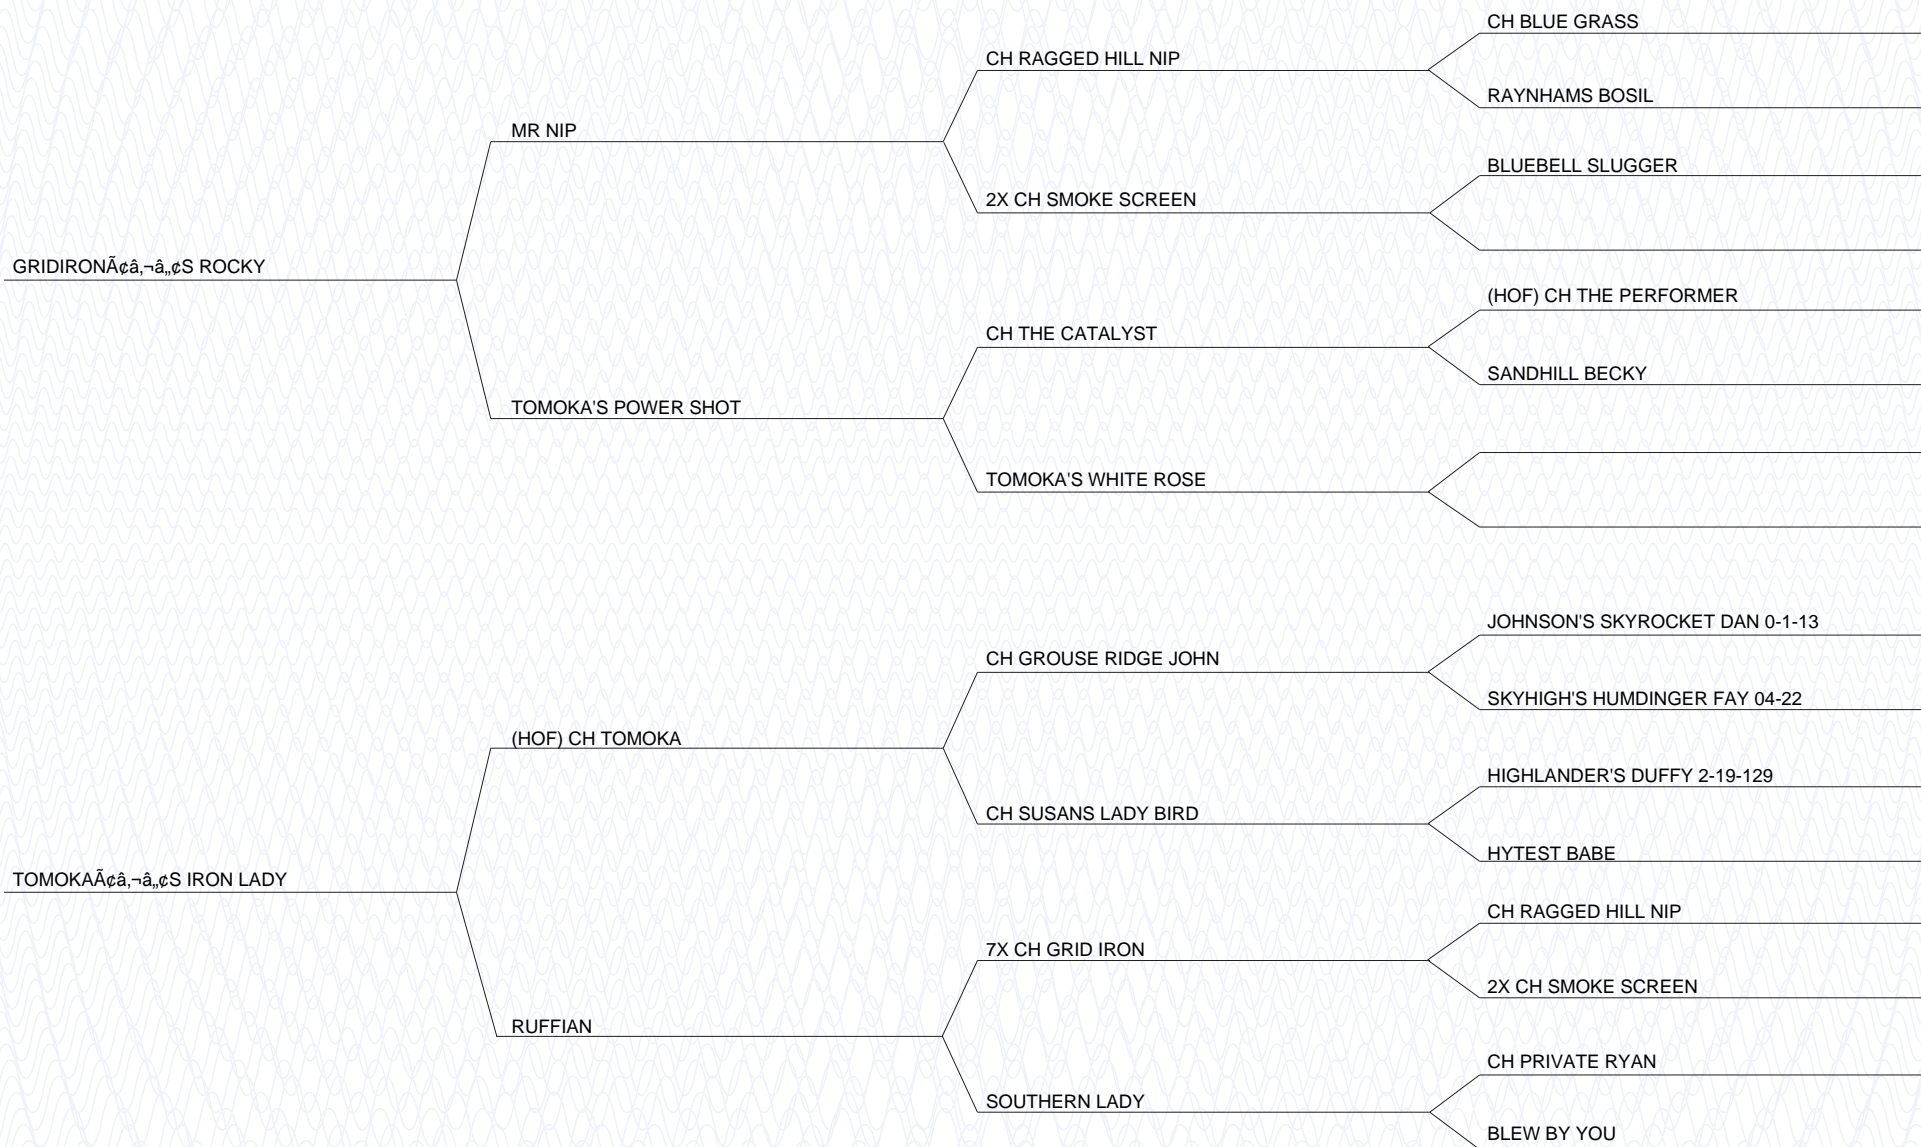 CH BLUE GRASS
CH RAGGED HILL NIP
RAYNHAMS BOSIL
MR NIP
BLUEBELL SLUGGER
2X CH SMOKE SCREEN
GRIDIRONÃ¢â‚¬â„¢S ROCKY
(HOF) CH THE PERFORMER
CH THE CATALYST
SANDHILL BECKY
TOMOKA'S POWER SHOT
TOMOKA'S WHITE ROSE
JOHNSON'S SKYROCKET DAN 0-1-13
CH GROUSE RIDGE JOHN
SKYHIGH'S HUMDINGER FAY 04-22
(HOF) CH TOMOKA
HIGHLANDER'S DUFFY 2-19-129
CH SUSANS LADY BIRD
HYTEST BABE
TOMOKAÃ¢â‚¬â„¢S IRON LADY
CH RAGGED HILL NIP
7X CH GRID IRON
2X CH SMOKE SCREEN
RUFFIAN
CH PRIVATE RYAN
SOUTHERN LADY
BLEW BY YOU